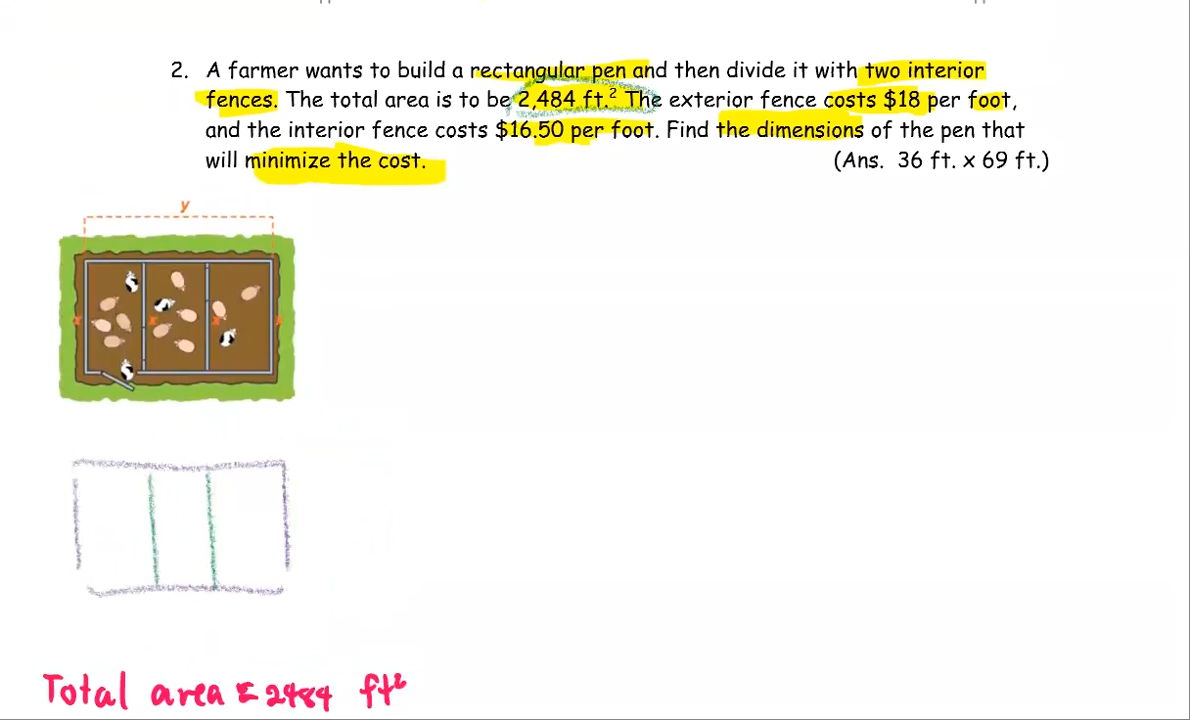 2. A farmer wants to build a rectangular pen and then divide it with two interior
fences. The total area is to be 2,484 ft.² The exterior fence costs $18 per foot,
and the interior fence costs $16.50 per foot. Find the dimensions of the pen that
will minimize the cost. (Ans. 36 ft. x 69 ft.)
y
x x x x
Total area = 2484 ft²